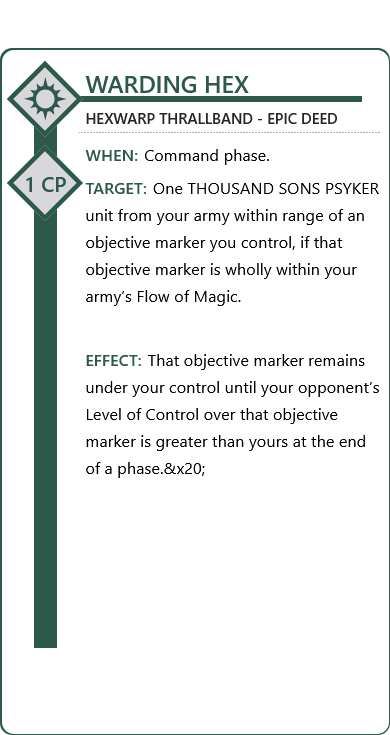 WARDING HEX
HEXWARP THRALLBAND - EPIC DEED
WHEN: Command phase.
1 CP
TARGET: One THOUSAND SONS PSYKER
unit from your army within range of an
objective marker you control, if that
objective marker is wholly within your
army’s Flow of Magic.
EFFECT: That objective marker remains
under your control until your opponent’s
Level of Control over that objective
marker is greater than yours at the end
of a phase.&x20;